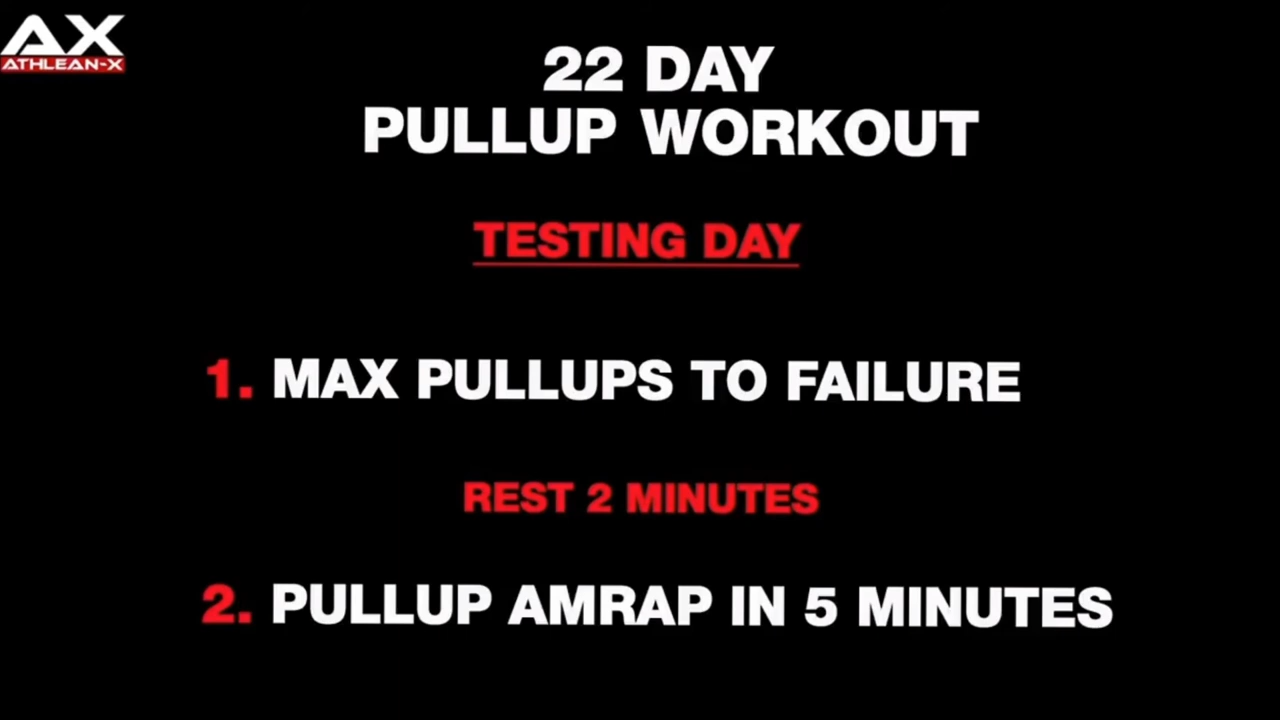 AX
ATHLEAN-X
22 DAY
PULLUP WORKOUT
TESTING DAY
1. MAX PULLUPS TO FAILURE
REST 2 MINUTES
2. PULLUP AMRAP IN 5 MINUTES